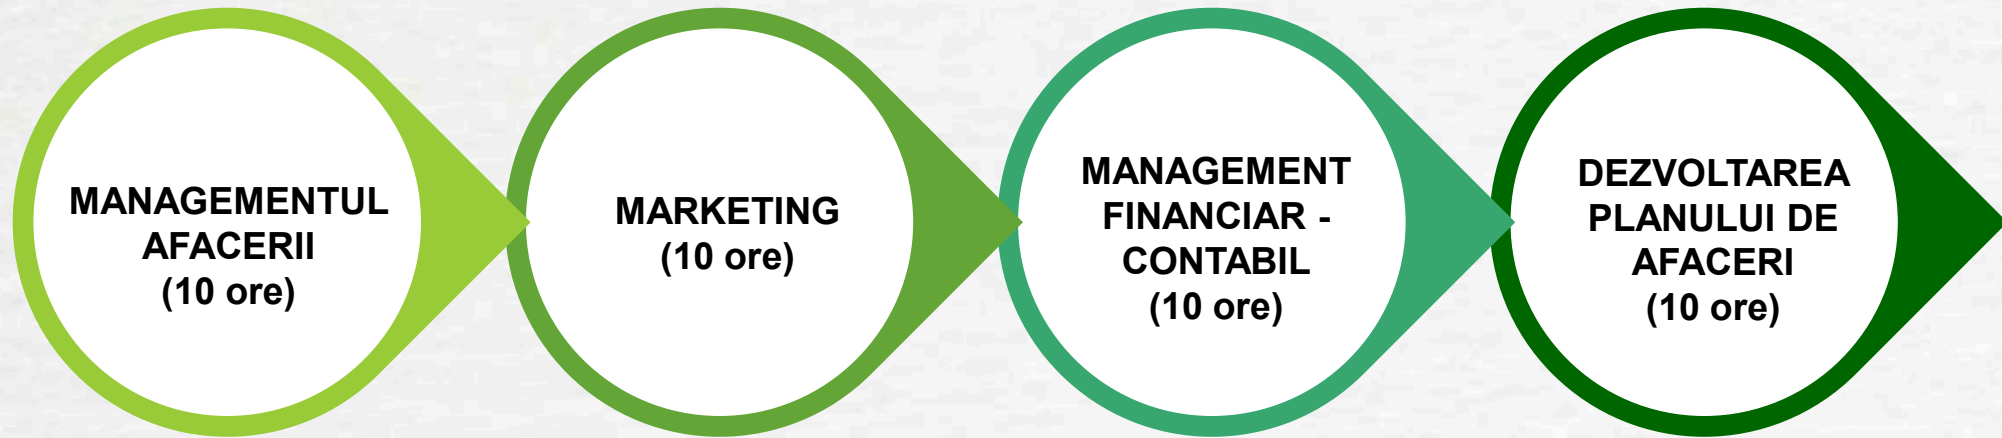 MANAGEMENTUL
AFACERII
(10 ore)
MARKETING
(10 ore)
MANAGEMENT
FINANCIAR -
CONTABIL
(10 ore)
DEZVOLTAREA
PLANULUI DE
AFACERI
(10 ore)